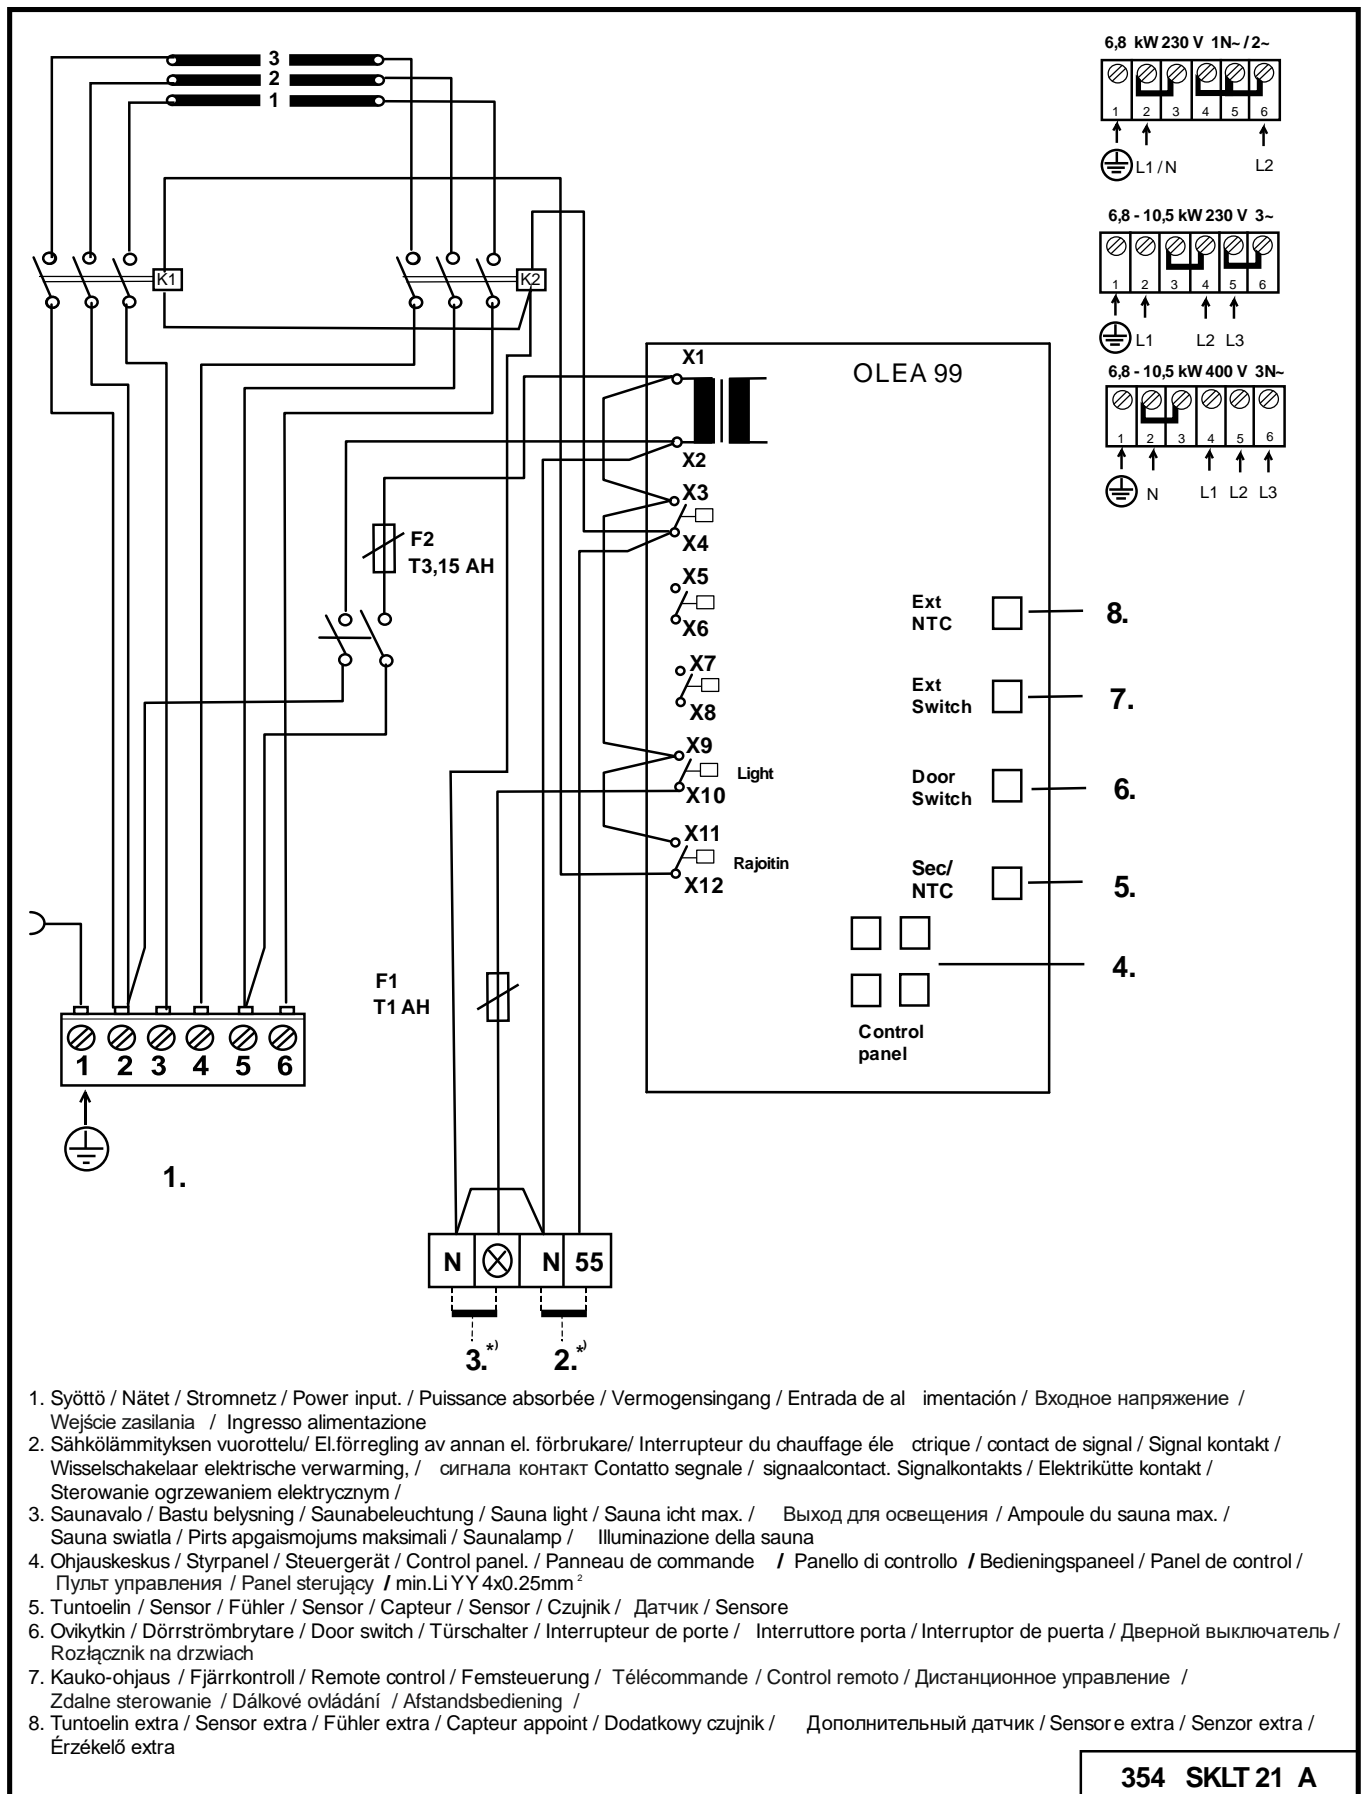 3
2
1
K1
K2
6,8 kW 230 V 1N~ / 2~
1 2 3 4 5 6
L1 / N L2
6,8 - 10,5 kW 230 V 3~
1 2 3 4 5 6
L1 L2 L3
6,8 - 10,5 kW 400 V 3N~
1 2 3 4 5 6
N L1 L2 L3
OLEA 99
X1
X2
X3
X4
X5
X6
X7
X8
X9
Light
X10
X11
Rajoitin
X12
F2
T3,15 AH
Ext
NTC
8.
Ext
Switch
7.
Door
Switch
6.
Sec/
NTC
5.
4.
Control
panel
F1
T1 AH
1 2 3 4 5 6
1.
N N 55
3.*) 2.*)
1. Syöttö / Nätet / Stromnetz / Power input. / Puissance absorbée / Vermogensingang / Entrada de al imentación / Входное напряжение /
Wejście zasilania / Ingresso alimentazione
2. Sähkölämmityksen vuorottelu/ El.förregling av annan el. förbrukare/ Interrupteur du chauffage éle ctrique / contact de signal / Signal kontakt /
Wisselschakelaar elektrische verwarming, / сигнала контакт Contatto segnale / signaalcontact. Signalkontakts / Elektrikütte kontakt /
Sterowanie ogrzewaniem elektrycznym /
3. Saunavalo / Bastu belysning / Saunabeleuchtung / Sauna light / Sauna icht max. / Выход для освещения / Ampoule du sauna max. /
Sauna swiatla / Pirts apgaismojums maksimali / Saunalamp / Illuminazione della sauna
4. Ohjauskeskus / Styrpanel / Steuergerät / Control panel. / Panneau de commande / Panello di controllo / Bedieningspaneel / Panel de control /
Пульт управления / Panel sterujący / min.Li YY 4x0.25mm²
5. Tuntoelin / Sensor / Fühler / Sensor / Capteur / Sensor / Czujnik / Датчик / Sensore
6. Ovikytkin / Dörrströmbrytare / Door switch / Türschalter / Interrupteur de porte / Interruttore porta / Interruptor de puerta / Дверной выключатель /
Rozłącznik na drzwiach
7. Kauko-ohjaus / Fjärrkontroll / Remote control / Femsteuerung / Télécommande / Control remoto / Дистанционное управление /
Zdalne sterowanie / Dálkové ovládání / Afstandsbediening /
8. Tuntoelin extra / Sensor extra / Fühler extra / Capteur appoint / Dodatkowy czujnik / Дополнительный датчик / Sensore extra / Senzor extra /
Érzékelő extra
354 SKLT 21 A